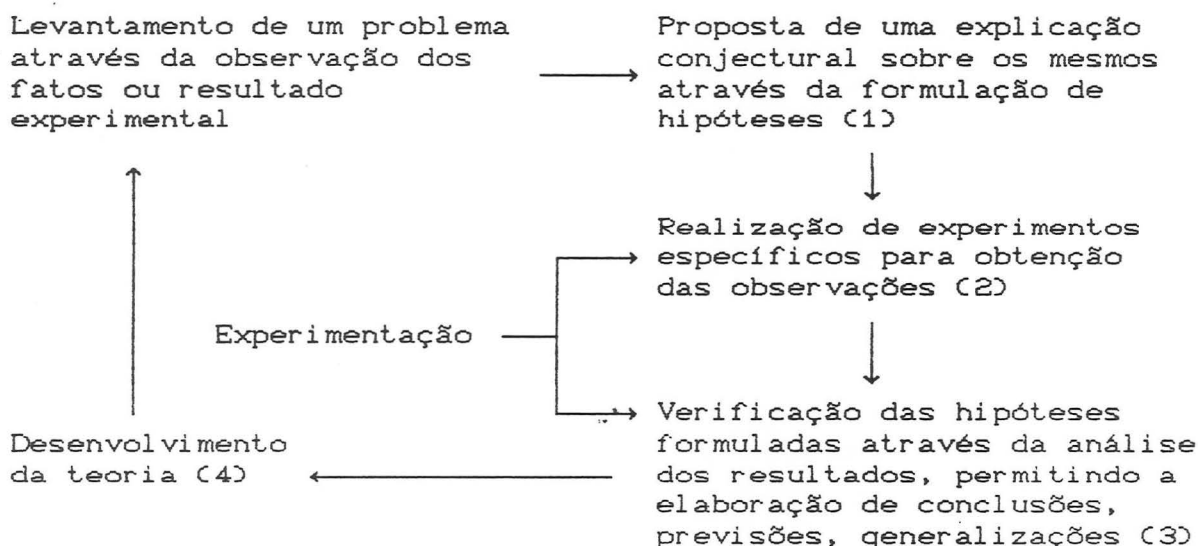 Levantamento de um problema
através da observação dos
fatos ou resultado
experimental
Proposta de uma explicação
conjectural sobre os mesmos
através da formulação de
hipóteses (1)
Realização de experimentos
específicos para obtenção
das observações (2)
Experimentação
Verificação das hipóteses
formuladas através da análise
dos resultados, permitindo a
elaboração de conclusões,
previsões, generalizações (3)
Desenvolvimento
da teoria (4)